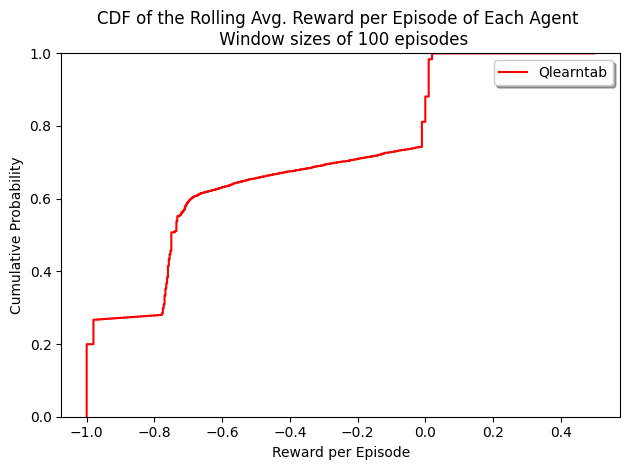 CDF of the Rolling Avg. Reward per Episode of Each Agent
Window sizes of 100 episodes
Qlearntab
Cumulative Probability
1.0
0.8
0.6
0.4
0.2
0.0
−1.0 −0.8 −0.6 −0.4 −0.2 0.0 0.2 0.4
Reward per Episode